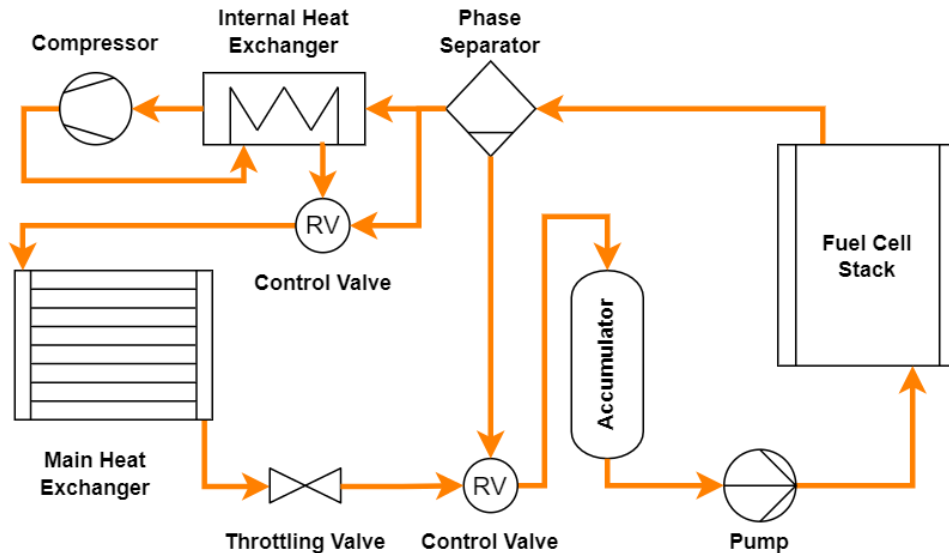 Internal Heat
Exchanger
Phase
Separator
Compressor
RV
Control Valve
Fuel Cell
Stack
Accumulator
Main Heat
Exchanger
RV
Throttling Valve
Control Valve
Pump